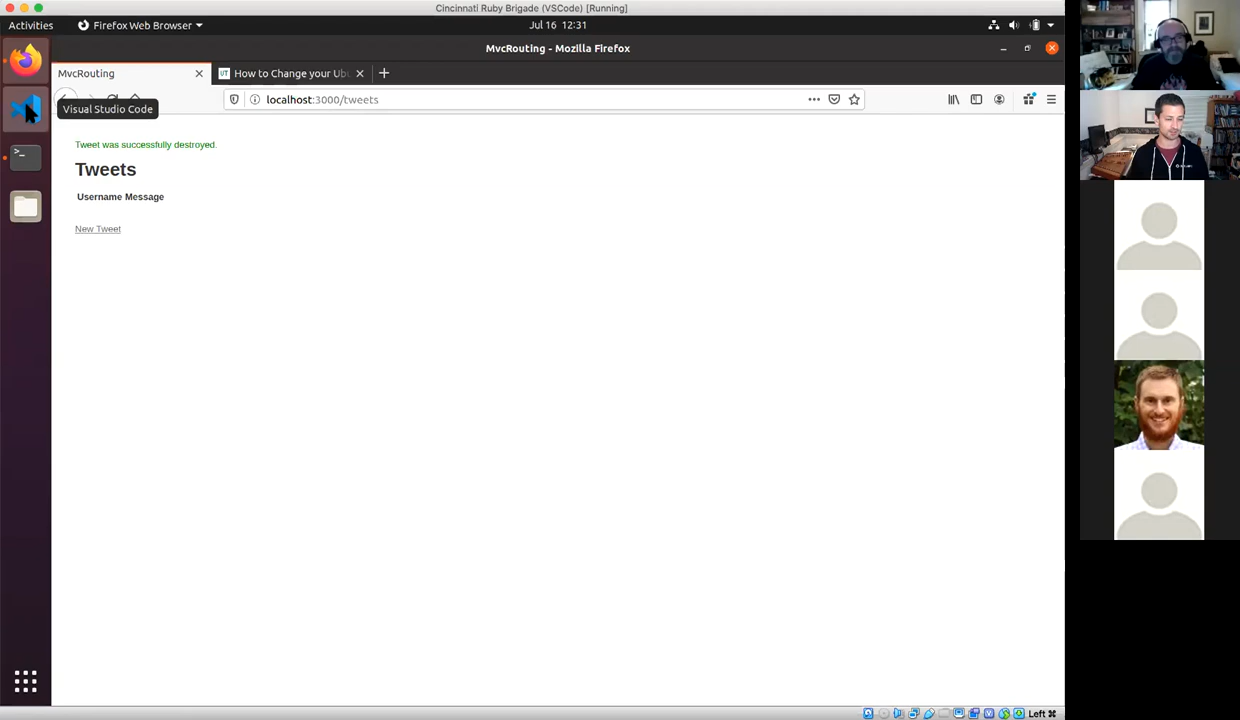 Cincinnati Ruby Brigade (VSCode) [Running]
Activities
Firefox Web Browser
Jul 16 12:31
MvcRouting - Mozilla Firefox
MvcRouting
How to Change your Ub
localhost:3000/tweets
Visual Studio Code
Tweet was successfully destroyed.
Tweets
Username Message
New Tweet
Left ⌘